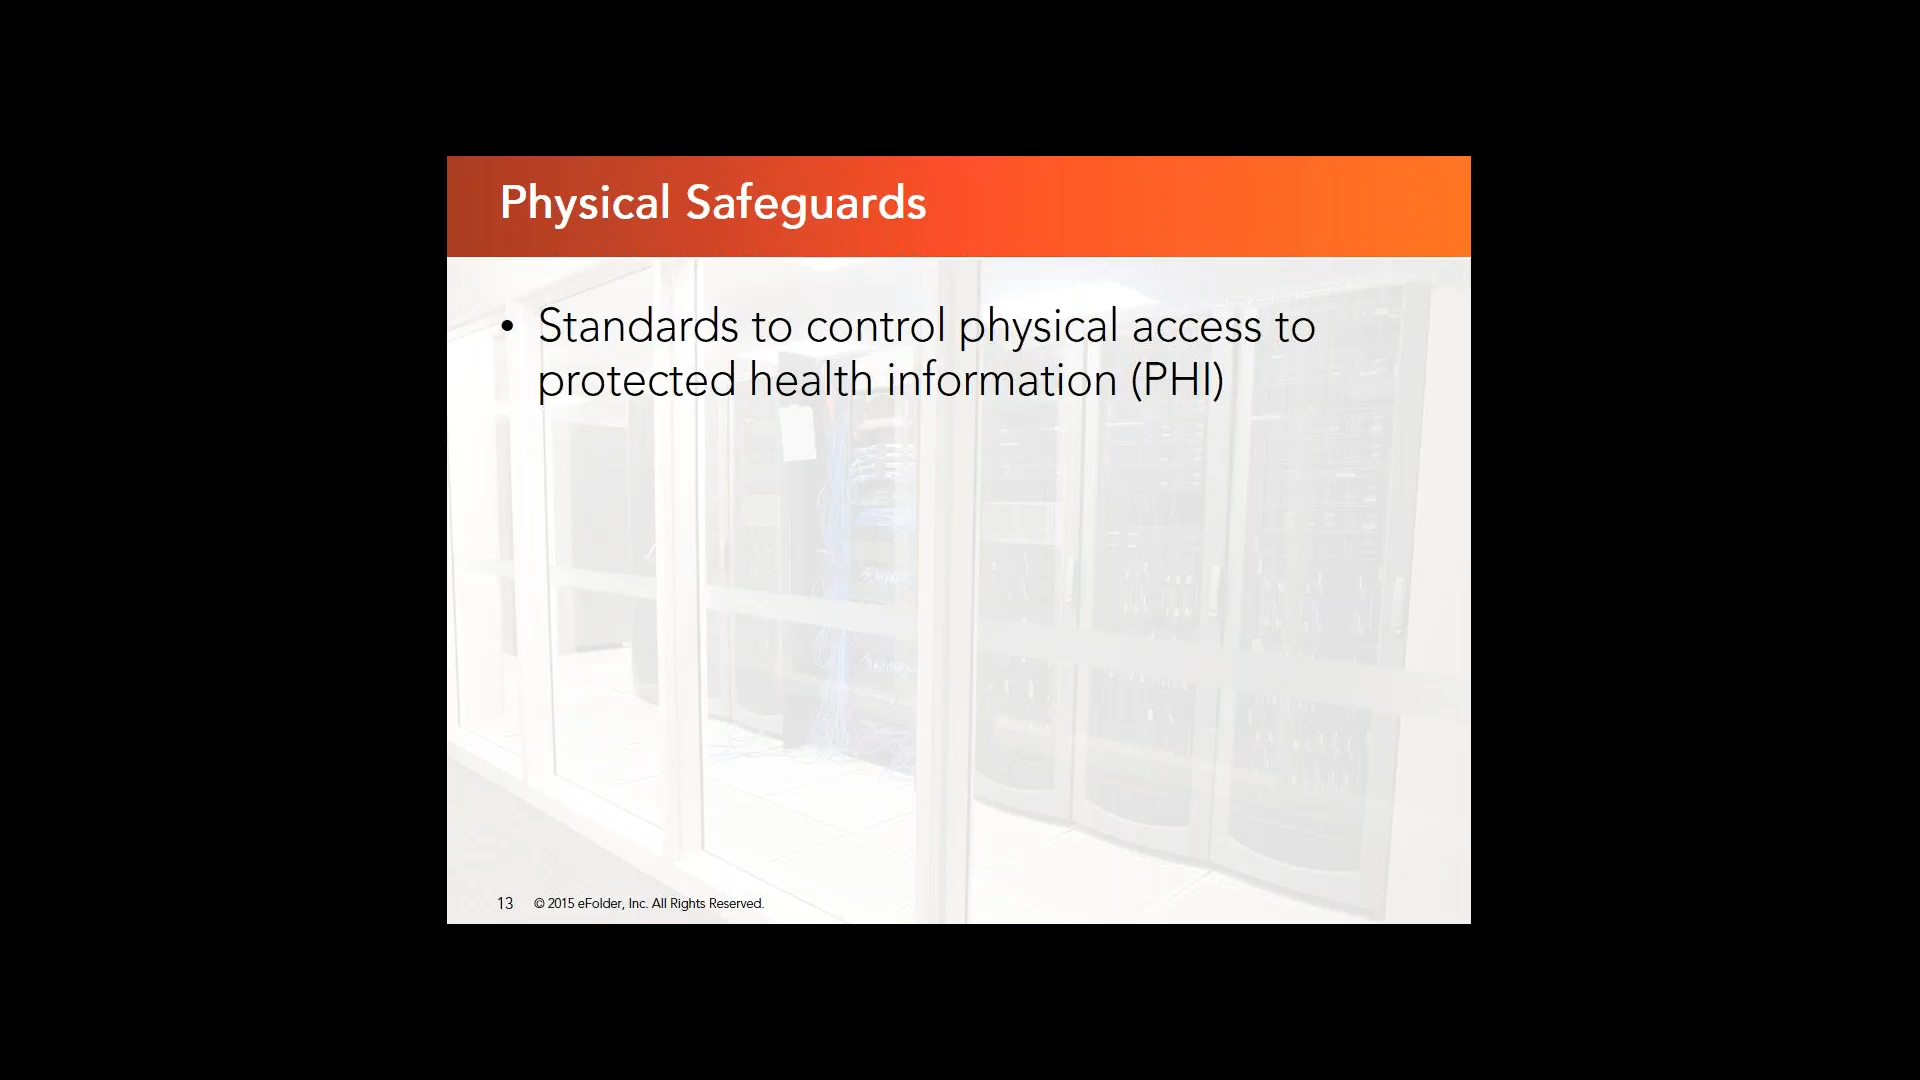 Physical Safeguards
• Standards to control physical access to
protected health information (PHI)
13 © 2015 eFolder, Inc. All Rights Reserved.